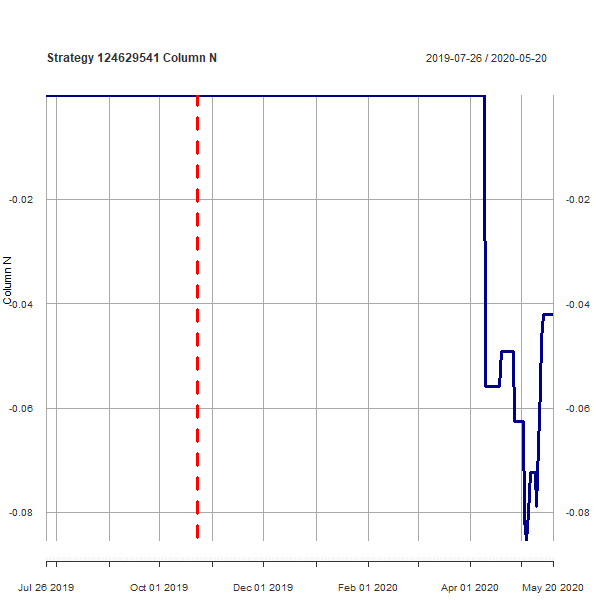 Strategy 124629541 Column N
2019-07-26 / 2020-05-20
-0.02
-0.02
Column N
-0.04
-0.04
-0.06
-0.06
-0.08
-0.08
Jul 26 2019
Oct 01 2019
Dec 01 2019
Feb 01 2020
Apr 01 2020
May 20 2020